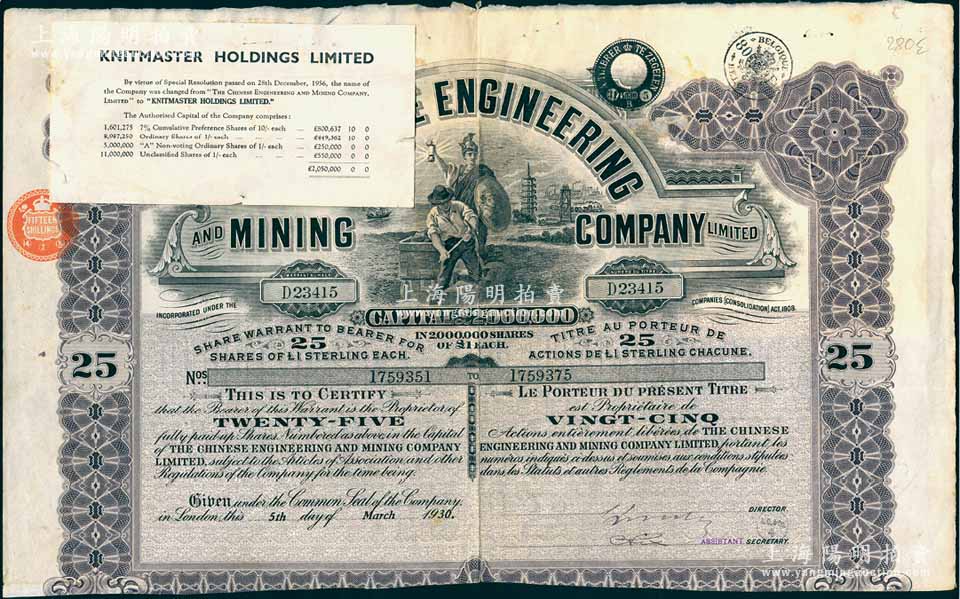 KNITMASTER HOLDINGS LIMITED
By virtue of Special Resolution passed on 28th December, 1956, the name of
the Company was changed from "THE CHINESE ENGINEERING AND MINING COMPANY,
LIMITED" to "KNITMASTER HOLDINGS LIMITED."
The Authorised Capital of the Company comprises:
1,601,275 7% Cumulative Preference Shares of 10/- each — £800,637 10 0
8,987,250 Ordinary Shares of 1/- each — — — £449,362 10 0
5,000,000 "A" Non-voting Ordinary Shares of 1/- each — £250,000 0 0
11,000,000 Unclassified Shares of 1/- each — — — £550,000 0 0
£2,050,000 0 0
3082
TE ZEGELEN
BELGIQUE
E ENGINEERING
AND MINING COMPANY LIMITED
FIFTEEN
SHILLINGS
D23415
D23415
上海陽明拍賣
INCORPORATED UNDER THE
COMPANIES (CONSOLIDATION) ACT, 1908.
CAPITAL £2,000,000
IN 2,000,000 SHARES
OF £1 EACH.
SHARE WARRANT TO BEARER FOR
25
SHARES OF £1 STERLING EACH.
TITRE AU PORTEUR DE
25
ACTIONS DE £1 STERLING CHACUNE.
25
25
Nos. 1759351 TO 1759375
THIS IS TO CERTIFY
that the Bearer of this Warrant is the Proprietor of
TWENTY-FIVE
fully paid up Shares Numbered as above in the Capital
of THE CHINESE ENGINEERING AND MINING COMPANY
LIMITED, subject to the Articles of Association and other
Regulations of the Company for the time being.
LE PORTEUR DU PRÉSENT TITRE
est Propriétaire de
VINGT-CINQ
Actions entièrement libérées de THE CHINESE
ENGINEERING AND MINING COMPANY LIMITED, portant les
numéros indiqués ci-dessus et soumises aux conditions stipulées
dans les Statuts et autres Règlements de la Compagnie.
Given under the Common Seal of the Company
in London, this 5th day of March 1930.
DIRECTOR.
ASSISTANT SECRETARY.
上海陽明拍賣
www.yangmingauction.com